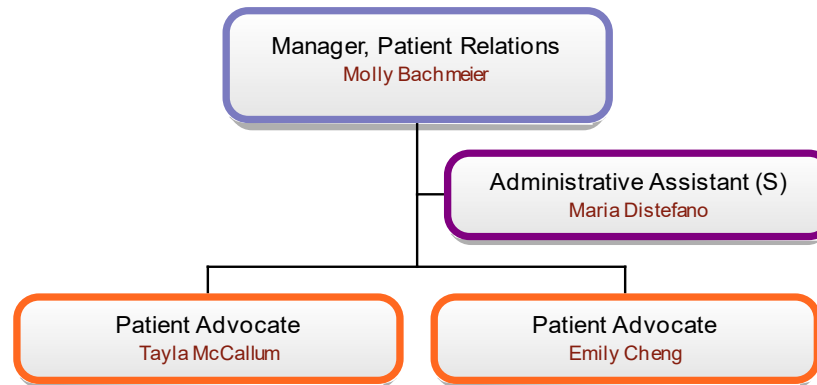 Manager, Patient Relations
Molly Bachmeier
Administrative Assistant (S)
Maria Distefano
Patient Advocate
Tayla McCallum
Patient Advocate
Emily Cheng